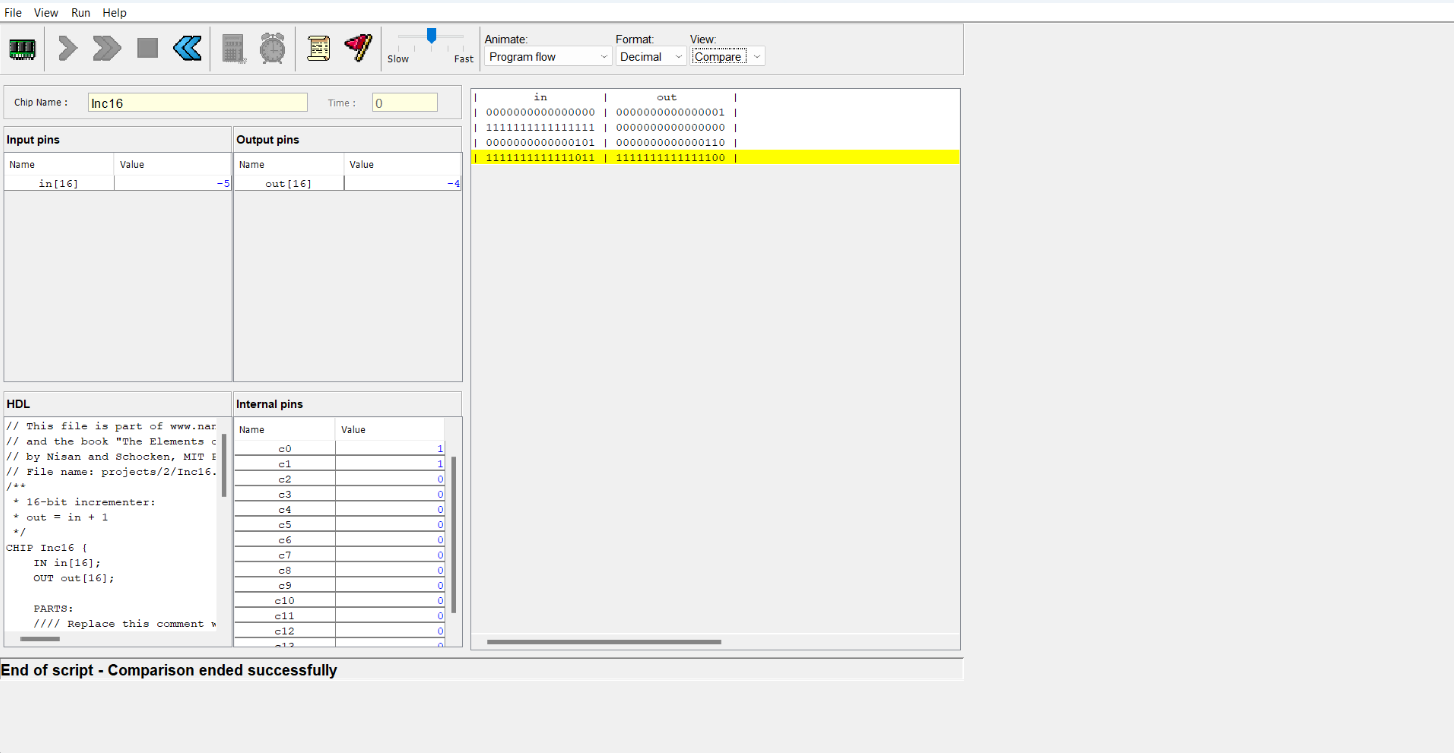 File View Run Help
Slow Fast
Animate: Format: View:
Program flow Decimal Compare
Chip Name : Inc16 Time : 0
Input pins
Name Value
in[16] -5
Output pins
Name Value
out[16] -4
HDL
// This file is part of www.nan
// and the book "The Elements o
// by Nisan and Schocken, MIT P
// File name: projects/2/Inc16.
/**
* 16-bit incrementer:
* out = in + 1
*/
CHIP Inc16 {
IN in[16];
OUT out[16];
PARTS:
//// Replace this comment w
Internal pins
Name Value
c0 1
c1 1
c2 0
c3 0
c4 0
c5 0
c6 0
c7 0
c8 0
c9 0
c10 0
c11 0
c12 0
c13 0
| in | out |
| 0000000000000000 | 0000000000000001 |
| 1111111111111111 | 0000000000000000 |
| 0000000000000101 | 0000000000000110 |
| 1111111111111011 | 1111111111111100 |
End of script - Comparison ended successfully